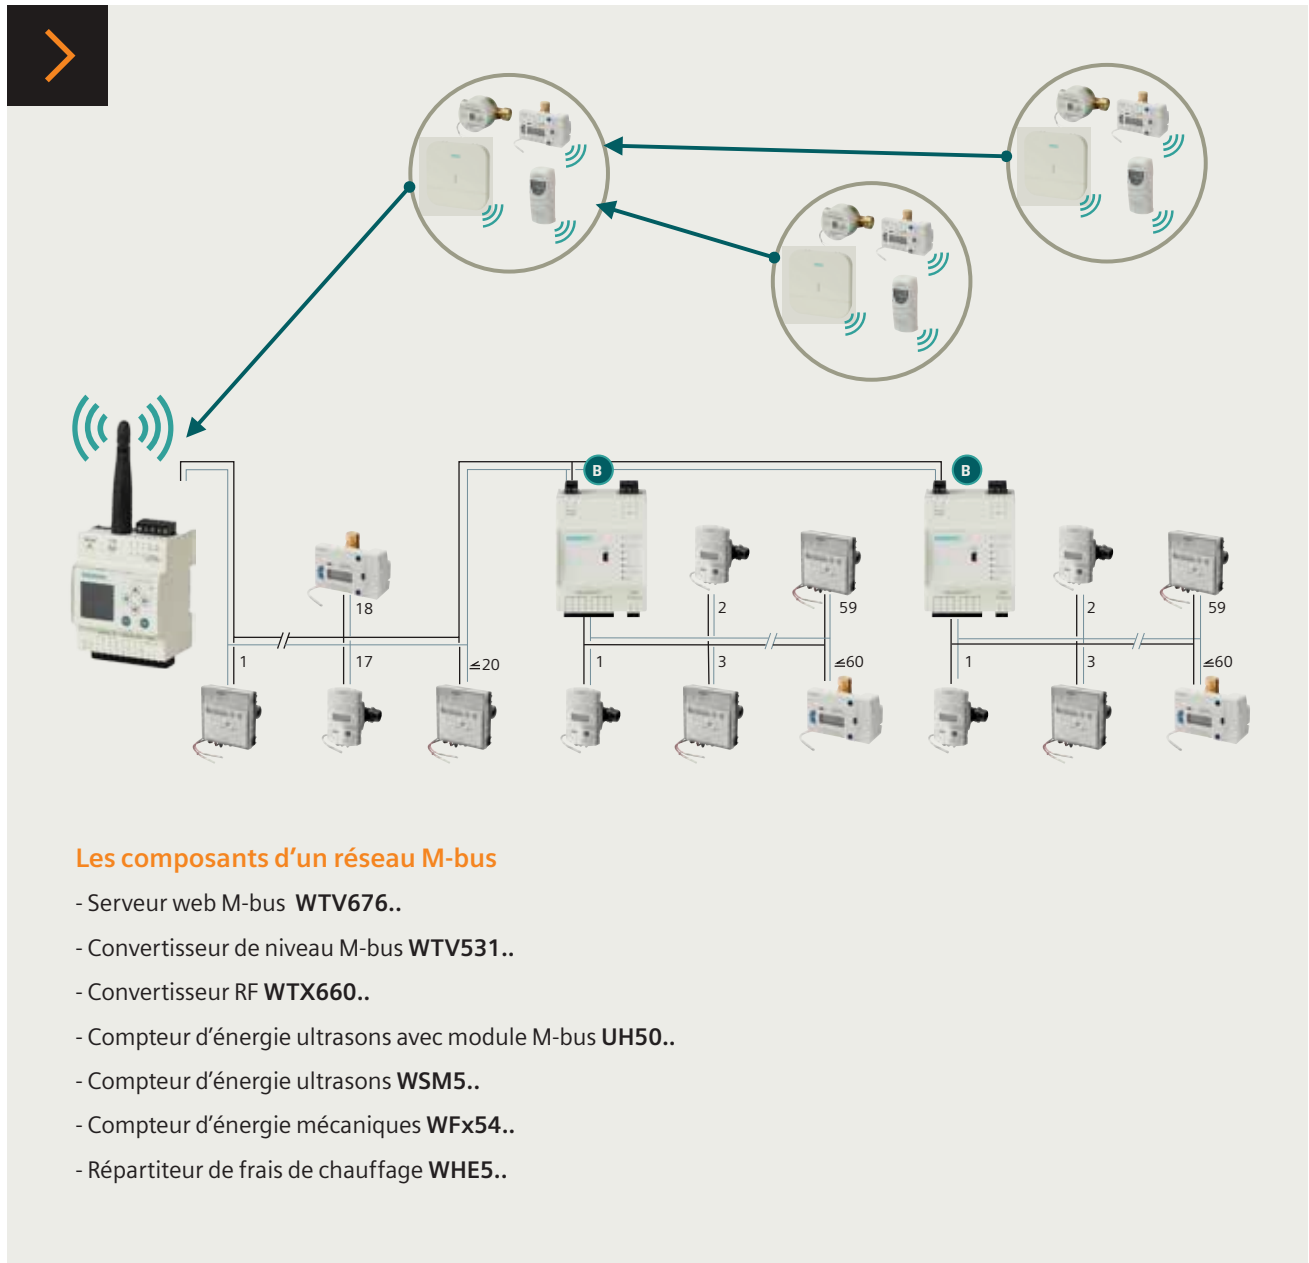 B
B
18
2
59
2
59
1
17
≤20
1
3
≤60
1
3
≤60
Les composants d’un réseau M-bus
- Serveur web M-bus WTV676..
- Convertisseur de niveau M-bus WTV531..
- Convertisseur RF WTX660..
- Compteur d’énergie ultrasons avec module M-bus UH50..
- Compteur d’énergie ultrasons WSM5..
- Compteur d’énergie mécaniques WFx54..
- Répartiteur de frais de chauffage WHE5..